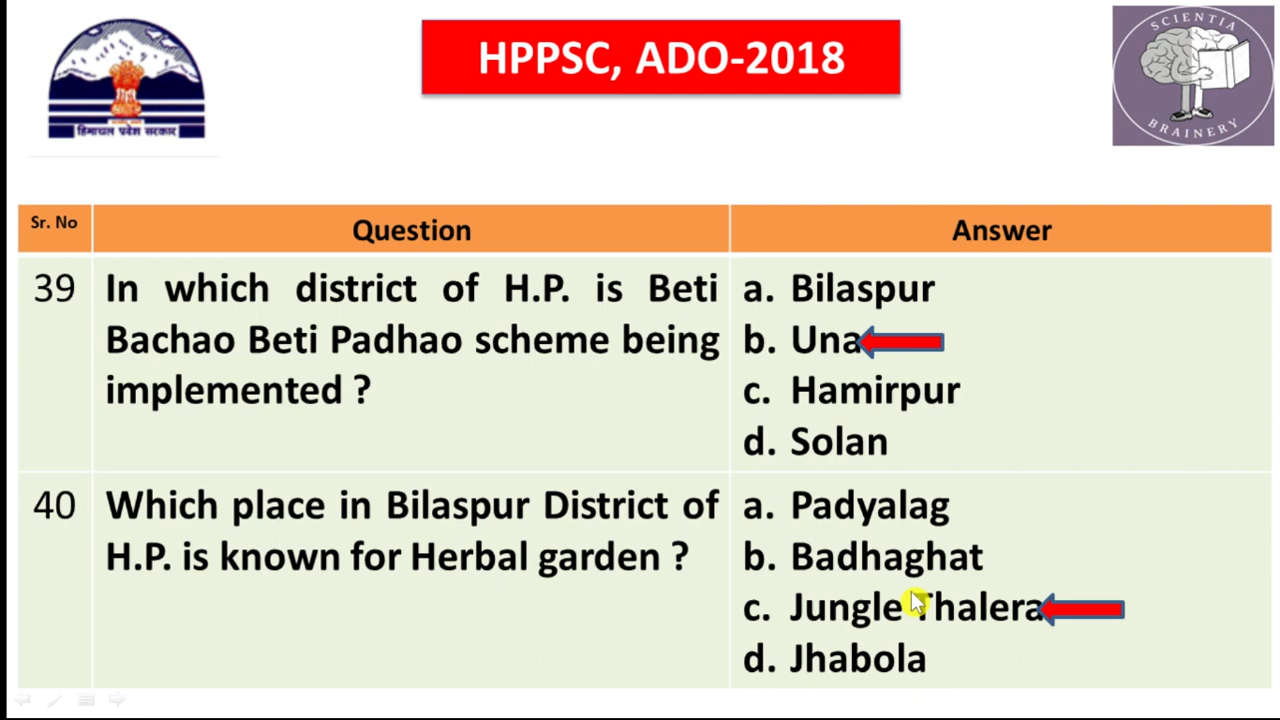 HPPSC, ADO-2018
हिमाचल प्रदेश सरकार
SCIENTIA
BRAINERY
Sr. No Question Answer
39 In which district of H.P. is Beti a. Bilaspur
Bachao Beti Padhao scheme being b. Una
implemented ? c. Hamirpur
d. Solan
40 Which place in Bilaspur District of a. Padyalag
H.P. is known for Herbal garden ? b. Badhaghat
c. Jungle Thalera
d. Jhabola